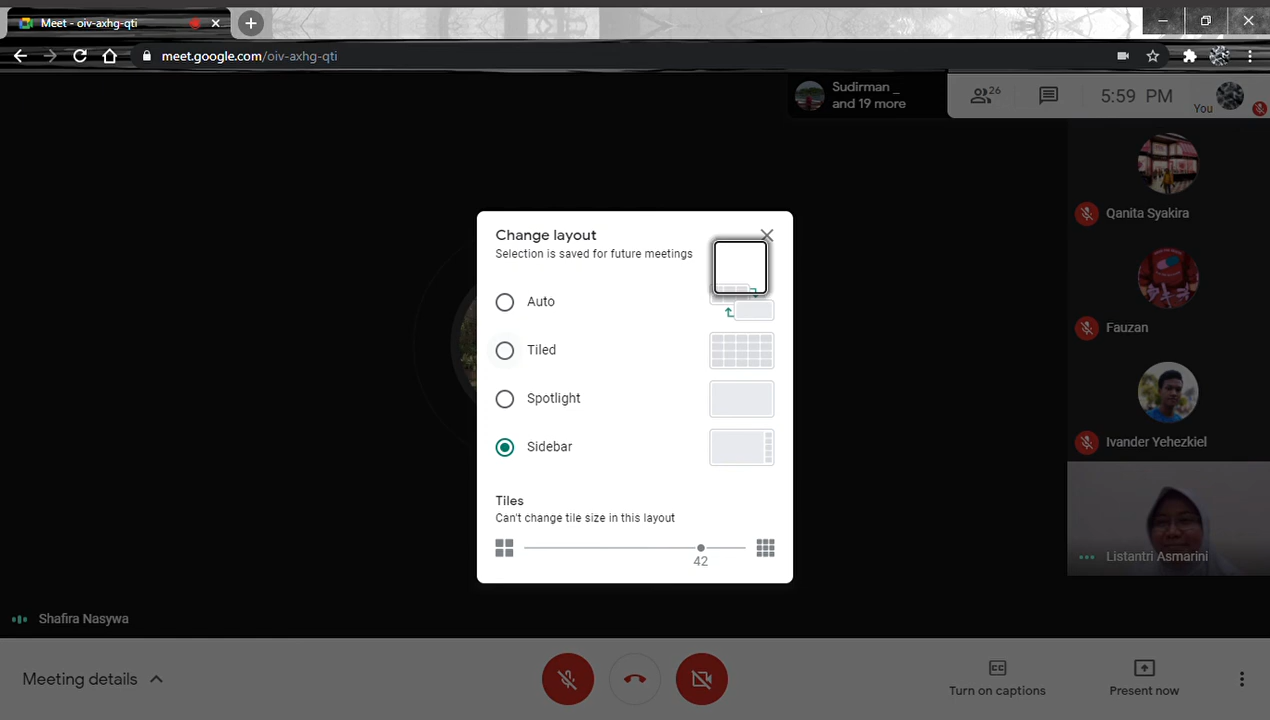 Meet - oiv-axhg-qti
meet.google.com/oiv-axhg-qti
Sudirman _
and 19 more
26
5:59 PM
You
Qanita Syakira
Fauzan
Ivander Yehezkiel
Listantri Asmarini
Change layout
Selection is saved for future meetings
Auto
Tiled
Spotlight
Sidebar
Tiles
Can't change tile size in this layout
42
Shafira Nasywa
Meeting details
CC
Turn on captions
Present now